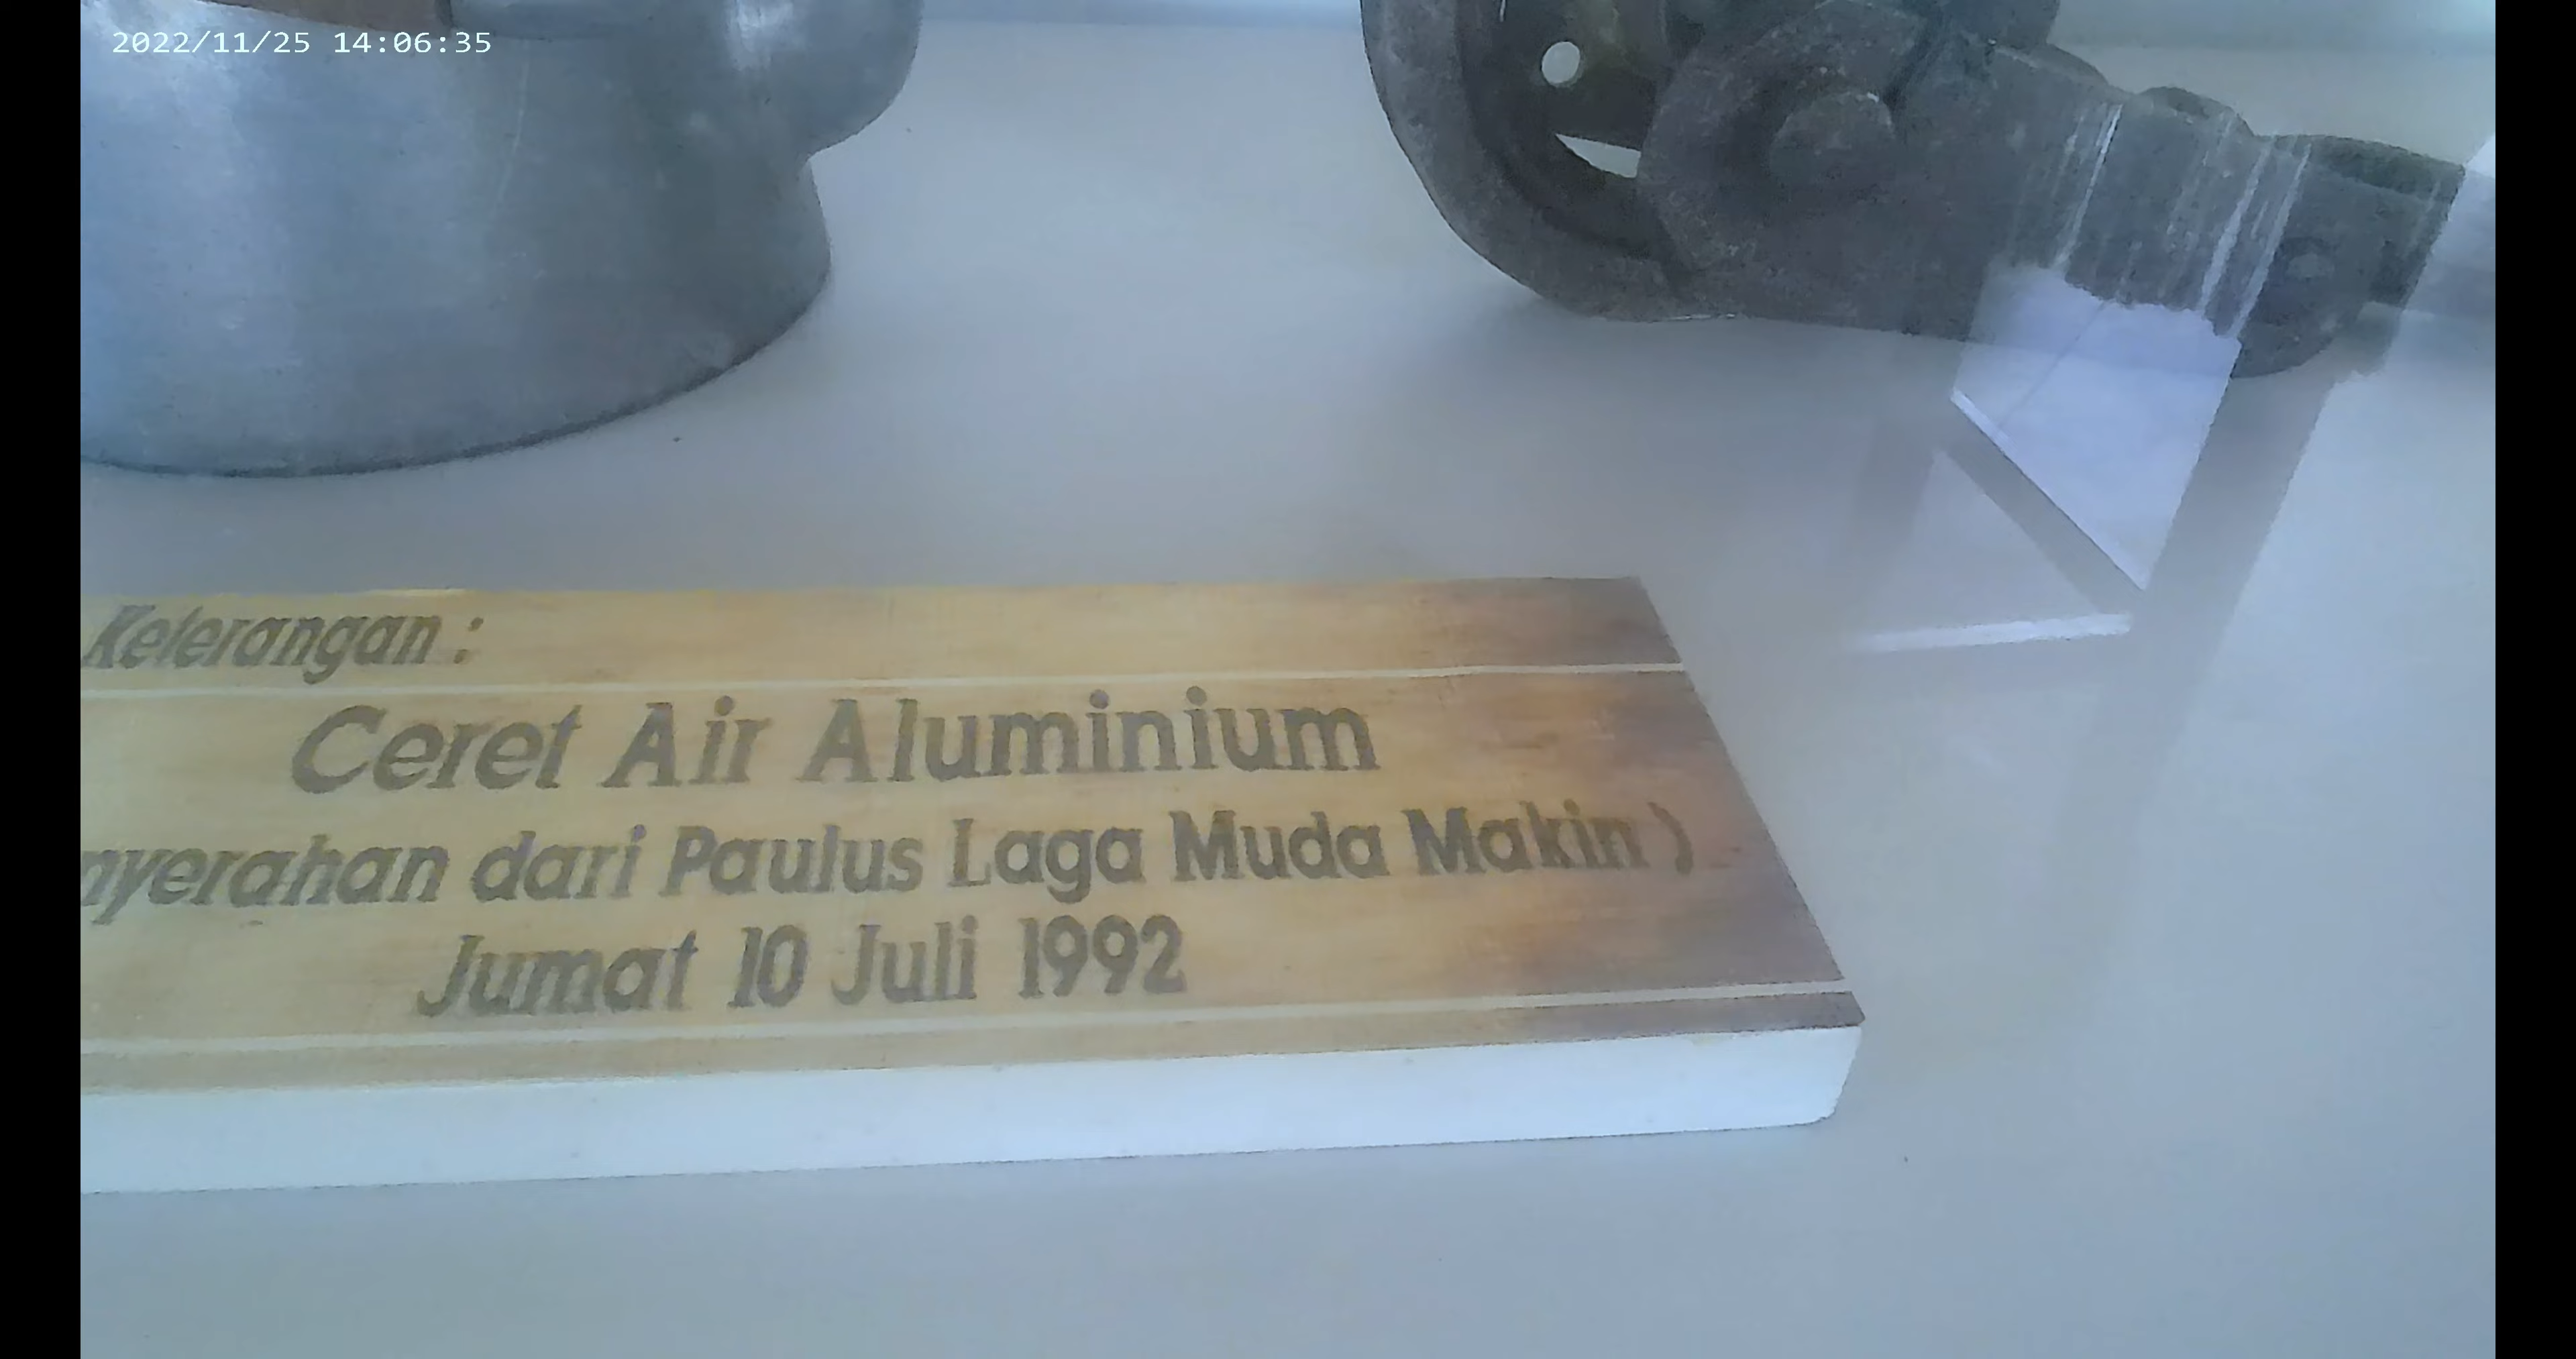 2022/11/25 14:06:35
Keterangan :
Ceret Air Aluminium
nyerahan dari Paulus Laga Muda Makin )
Jumat 10 Juli 1992